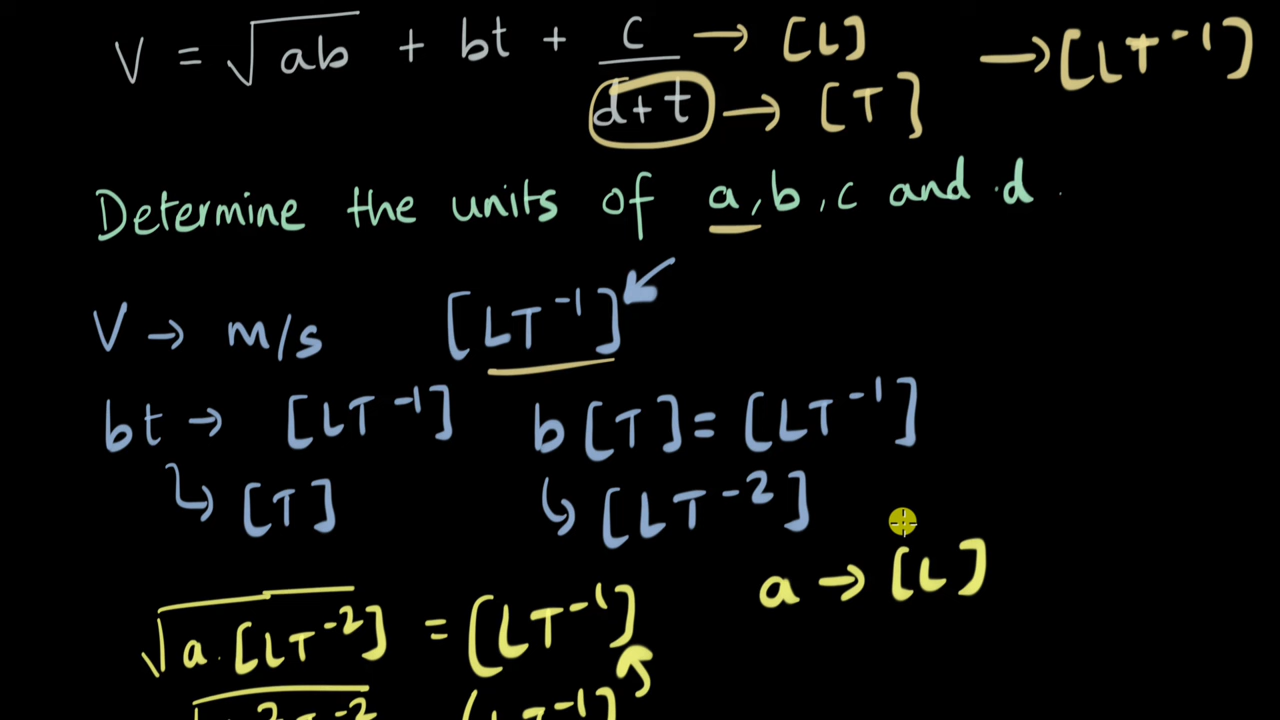 V = √ab + bt + c/(d+t) → [L] → [T] → [LT⁻¹]
Determine the units of a, b, c and d.
V → m/s [LT⁻¹]
bt → [LT⁻¹] b[T] = [LT⁻¹]
↳ [T] ↳ [LT⁻²]
a → [L]
√a.[LT⁻²] = [LT⁻¹]